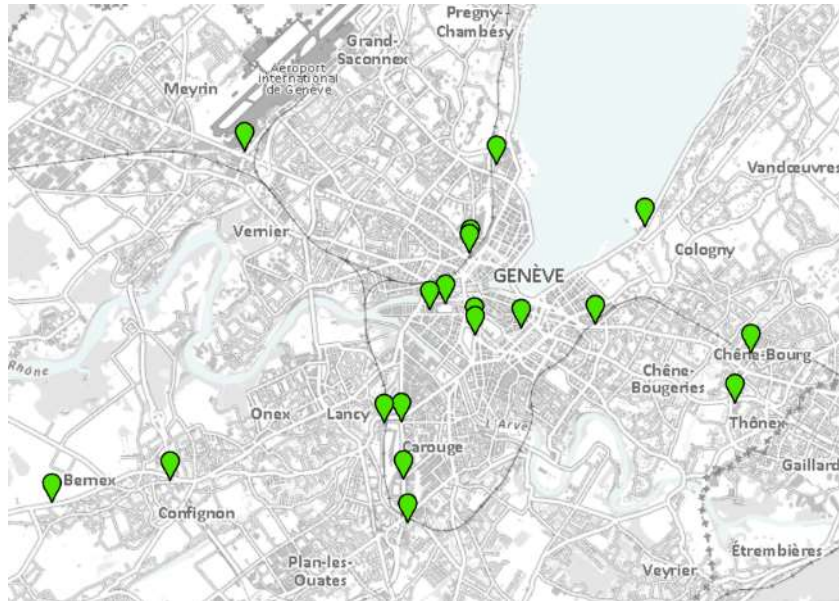 Pregny-
Chambésy
Grand-
Saconnex
Aéroport
international
de Genève
Meyrin
Vandœuvres
Vernier
Cologny
GENÈVE
Rhône
Chêne-Bourg
Chêne-
Bougeries
Onex
Lancy
L'Arve
Thônex
Carouge
Gaillard
Bernex
Confignon
Étrembières
Plan-les-
Ouates
Veyrier